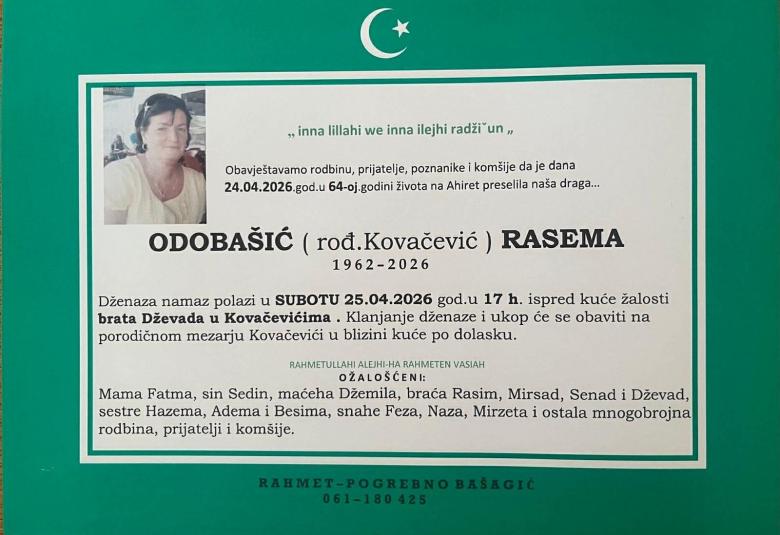 „ inna lillahi we inna ilejhi radžiˇun „
Obavještavamo rodbinu, prijatelje, poznanike i komšije da je dana
24.04.2026.god.u 64-oj.godini života na Ahiret preselila naša draga...
ODOBAŠIĆ ( rođ.Kovačević ) RASEMA
1962-2026
Dženaza namaz polazi u SUBOTU 25.04.2026 god.u 17 h. ispred kuće žalosti
brata Dževada u Kovačevićima . Klanjanje dženaze i ukop će se obaviti na
porodičnom mezarju Kovačevići u blizini kuće po dolasku.
RAHMETULLAHI ALEJHI-HA RAHMETEN VASIAH
OŽALOŠĆENI:
Mama Fatma, sin Sedin, maćeha Džemila, braća Rasim, Mirsad, Senad i Dževad,
sestre Hazema, Adema i Besima, snahe Feza, Naza, Mirzeta i ostala mnogobrojna
rodbina, prijatelji i komšije.
RAHMET-POGREBNO BAŠAGIĆ
061-180 425